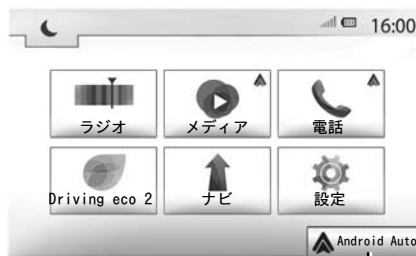 16:00
ラジオ
メディア
電話
Driving eco 2
ナビ
設定
Android Auto